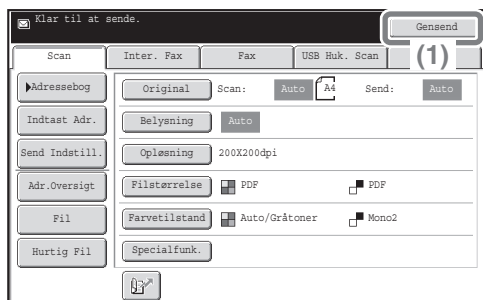 Klar til at sende.
Gensend
(1)
Scan Inter. Fax Fax USB Huk. Scan
Adressebog Original Scan: Auto A4 Send: Auto
Indtast Adr. Belysning Auto
Send Indstill. Opløsning 200X200dpi
Adr.Oversigt Filstørrelse PDF PDF
Fil Farvetilstand Auto/Gråtoner Mono2
Hurtig Fil Specialfunk.